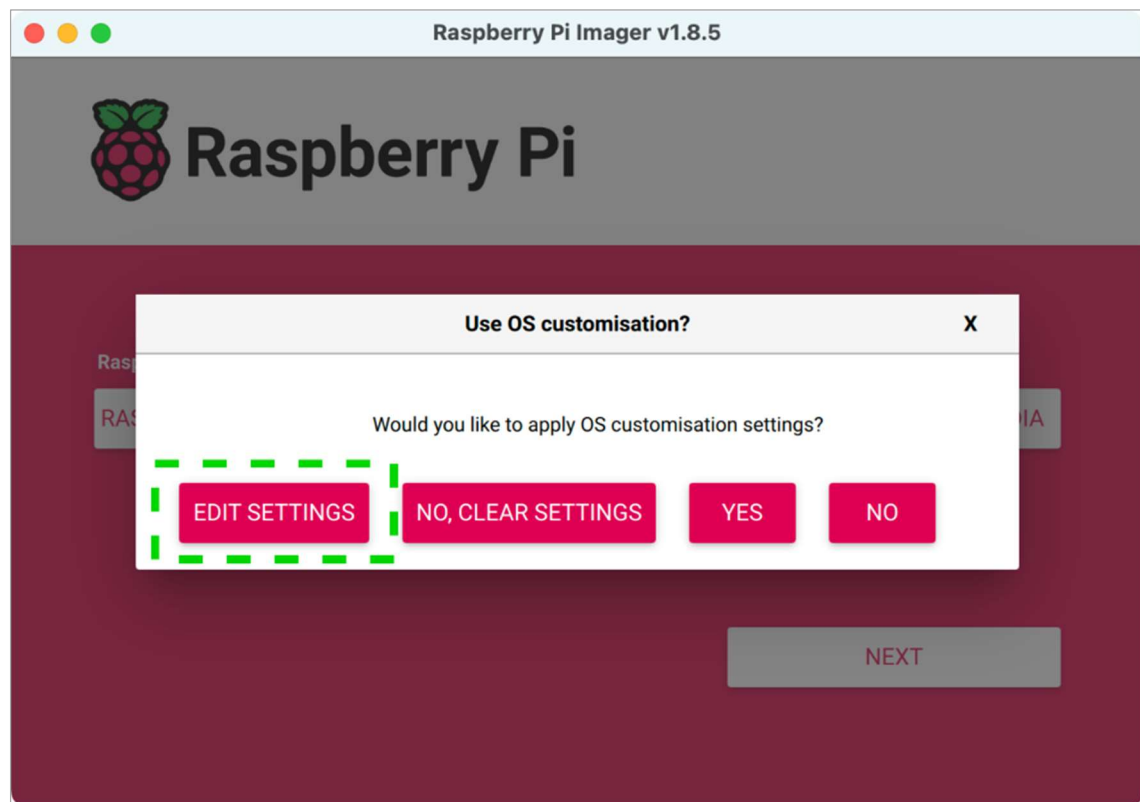 Raspberry Pi Imager v1.8.5
Raspberry Pi
Use OS customisation?
X
Would you like to apply OS customisation settings?
EDIT SETTINGS
NO, CLEAR SETTINGS
YES
NO
NEXT